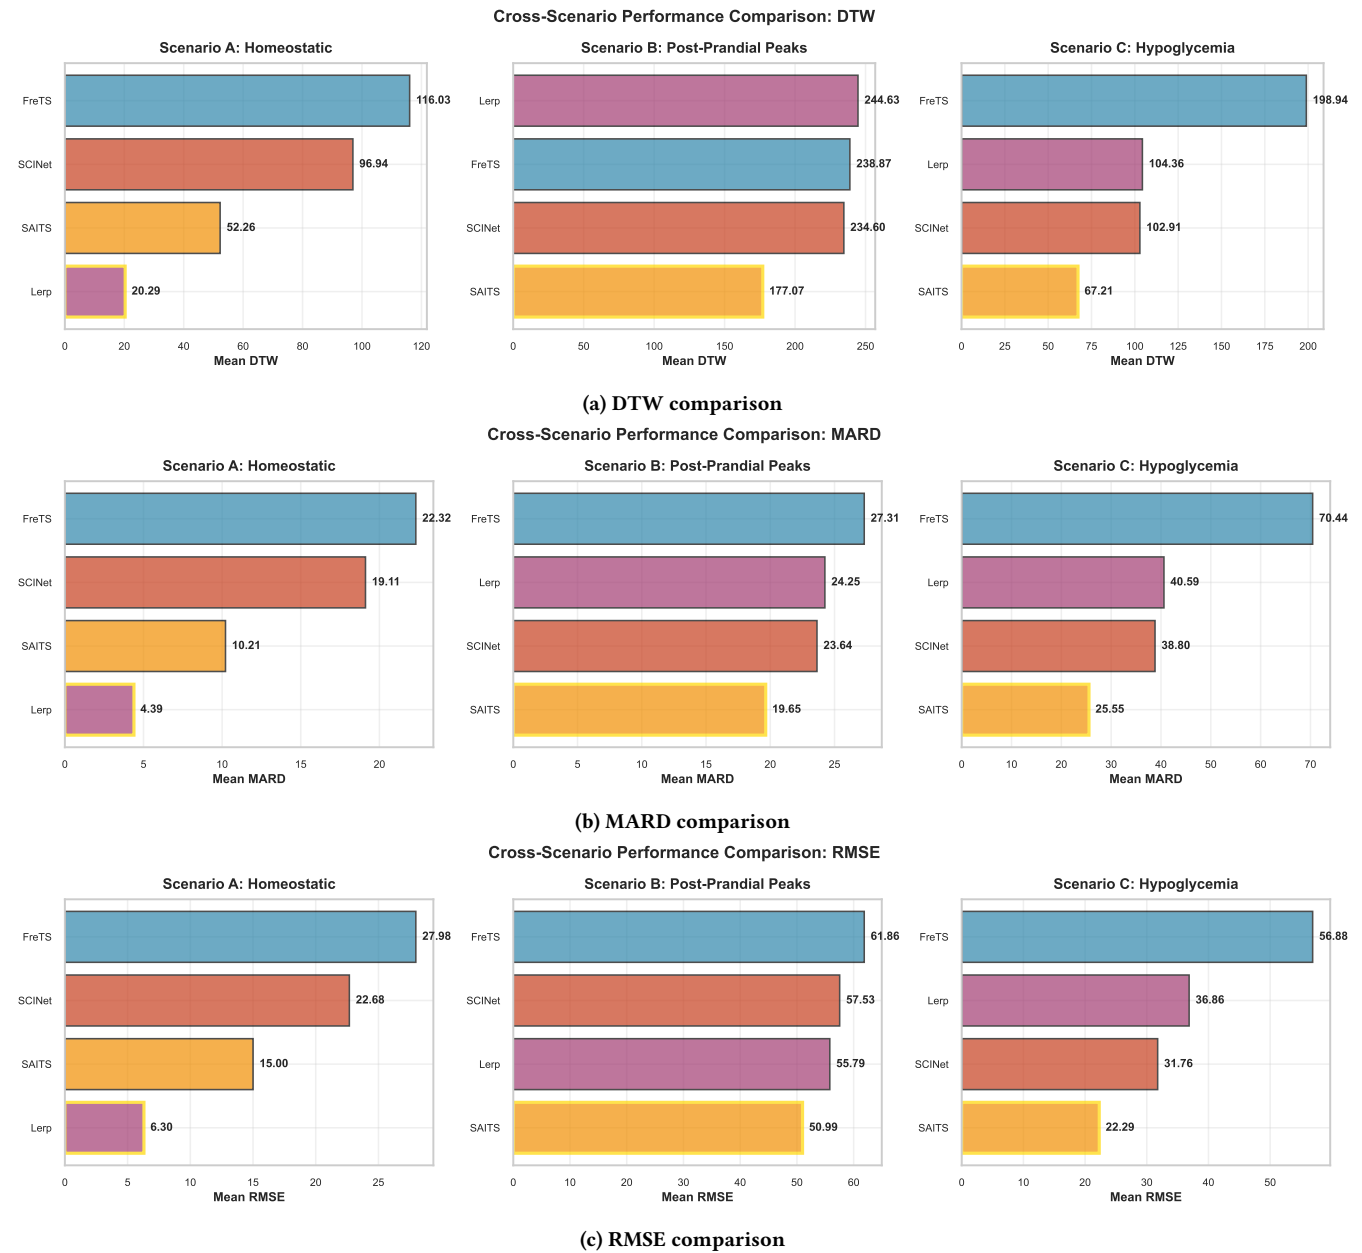 Cross-Scenario Performance Comparison: DTW
Scenario A: Homeostatic
FreTS
116.03
SCINet
96.94
SAITS
52.26
Lerp
20.29
0 20 40 60 80 100 120
Mean DTW
Scenario B: Post-Prandial Peaks
Lerp
244.63
FreTS
238.87
SCINet
234.60
SAITS
177.07
0 50 100 150 200 250
Mean DTW
Scenario C: Hypoglycemia
FreTS
198.94
Lerp
104.36
SCINet
102.91
SAITS
67.21
0 25 50 75 100 125 150 175 200
Mean DTW
(a) DTW comparison
Cross-Scenario Performance Comparison: MARD
Scenario A: Homeostatic
FreTS
22.32
SCINet
19.11
SAITS
10.21
Lerp
4.39
0 5 10 15 20
Mean MARD
Scenario B: Post-Prandial Peaks
FreTS
27.31
Lerp
24.25
SCINet
23.64
SAITS
19.65
0 5 10 15 20 25
Mean MARD
Scenario C: Hypoglycemia
FreTS
70.44
Lerp
40.59
SCINet
38.80
SAITS
25.55
0 10 20 30 40 50 60 70
Mean MARD
(b) MARD comparison
Cross-Scenario Performance Comparison: RMSE
Scenario A: Homeostatic
FreTS
27.98
SCINet
22.68
SAITS
15.00
Lerp
6.30
0 5 10 15 20 25
Mean RMSE
Scenario B: Post-Prandial Peaks
FreTS
61.86
SCINet
57.53
Lerp
55.79
SAITS
50.99
0 10 20 30 40 50 60
Mean RMSE
Scenario C: Hypoglycemia
FreTS
56.88
Lerp
36.86
SCINet
31.76
SAITS
22.29
0 10 20 30 40 50
Mean RMSE
(c) RMSE comparison